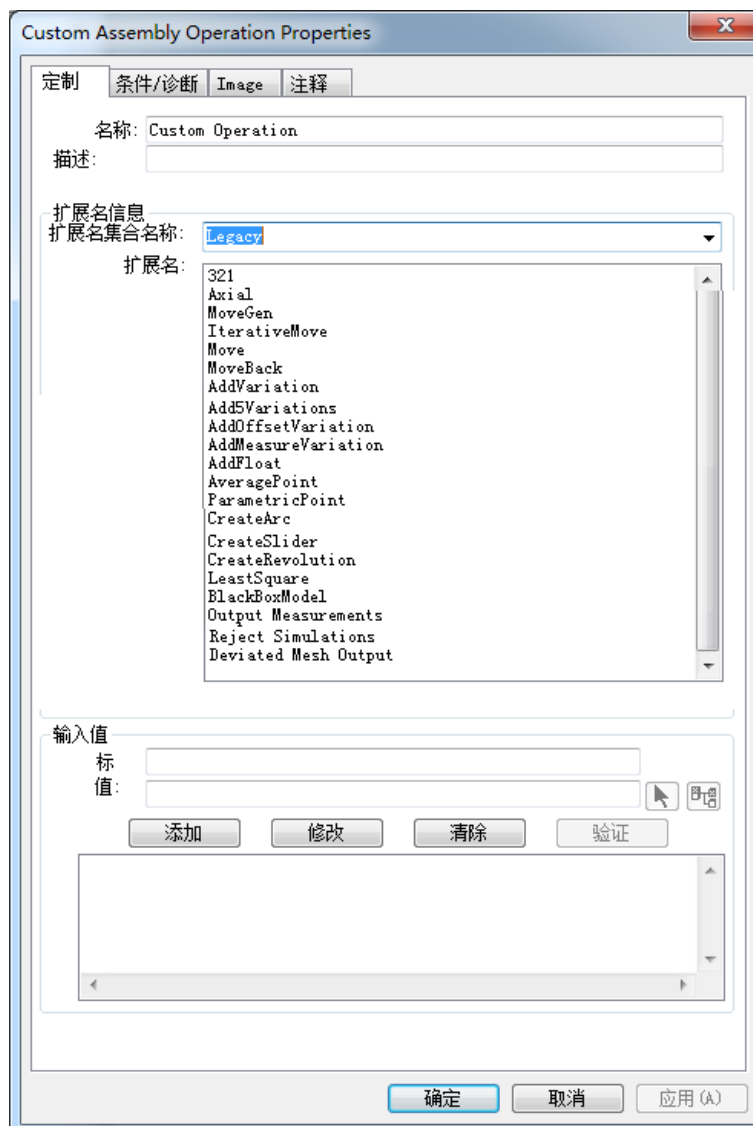 Custom Assembly Operation Properties
定制 条件/诊断 Image 注释
名称: Custom Operation
描述:
扩展名信息
扩展名集合名称: Legacy
扩展名:
321
Axial
MoveGen
IterativeMove
Move
MoveBack
AddVariation
Add5Variations
AddOffsetVariation
AddMeasureVariation
AddFloat
AveragePoint
ParametricPoint
CreateArc
CreateSlider
CreateRevolution
LeastSquare
BlackBoxModel
Output Measurements
Reject Simulations
Deviated Mesh Output
输入值
标
值:
添加 修改 清除 验证
确定 取消 应用(A)